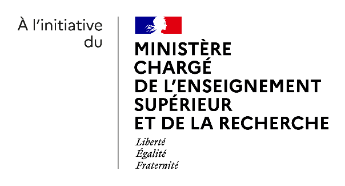 À l'initiative
du
MINISTÈRE
CHARGÉ
DE L'ENSEIGNEMENT
SUPÉRIEUR
ET DE LA RECHERCHE
Liberté
Égalité
Fraternité